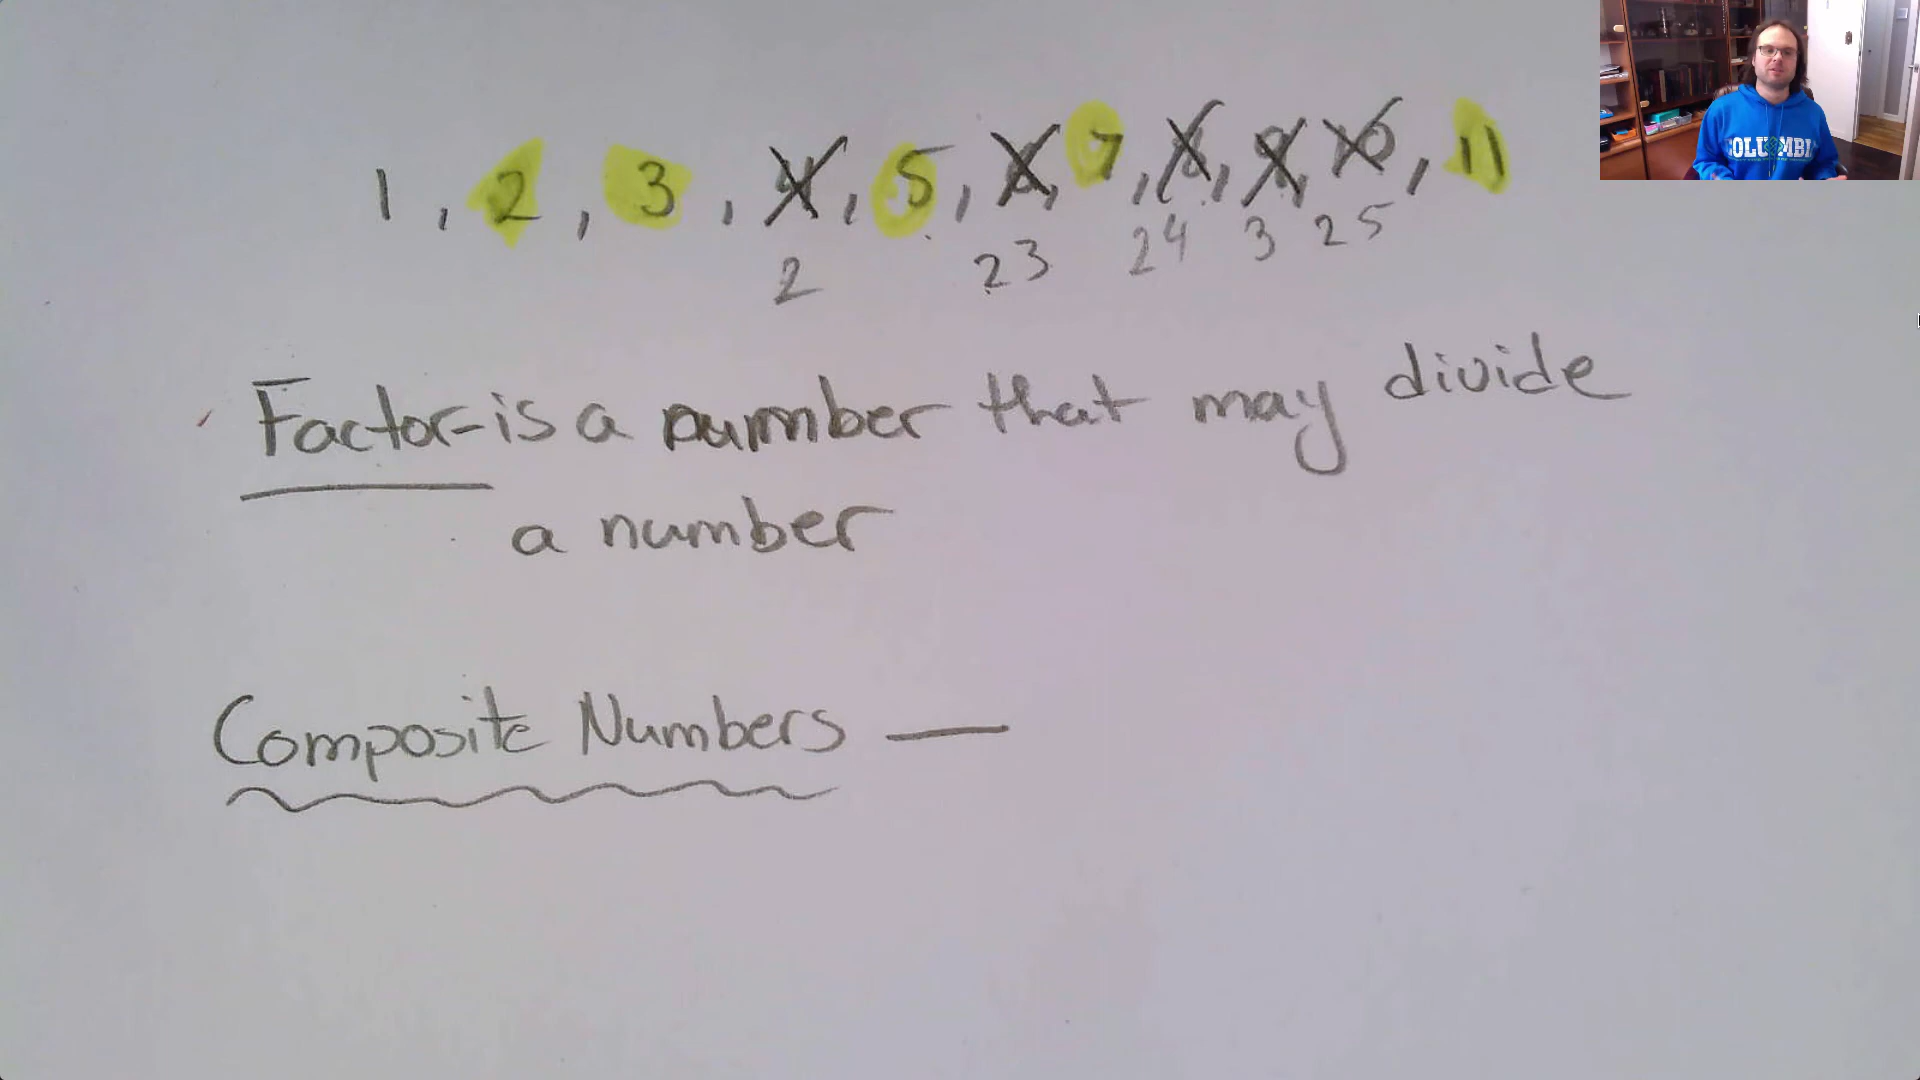 1, 2, 3, 4, 5, 6, 7, 8, 9, 10, 11
2 2 3 2 4 3 2 5
Factor-is a number that may divide
a number
Composite Numbers —
COLUMBI